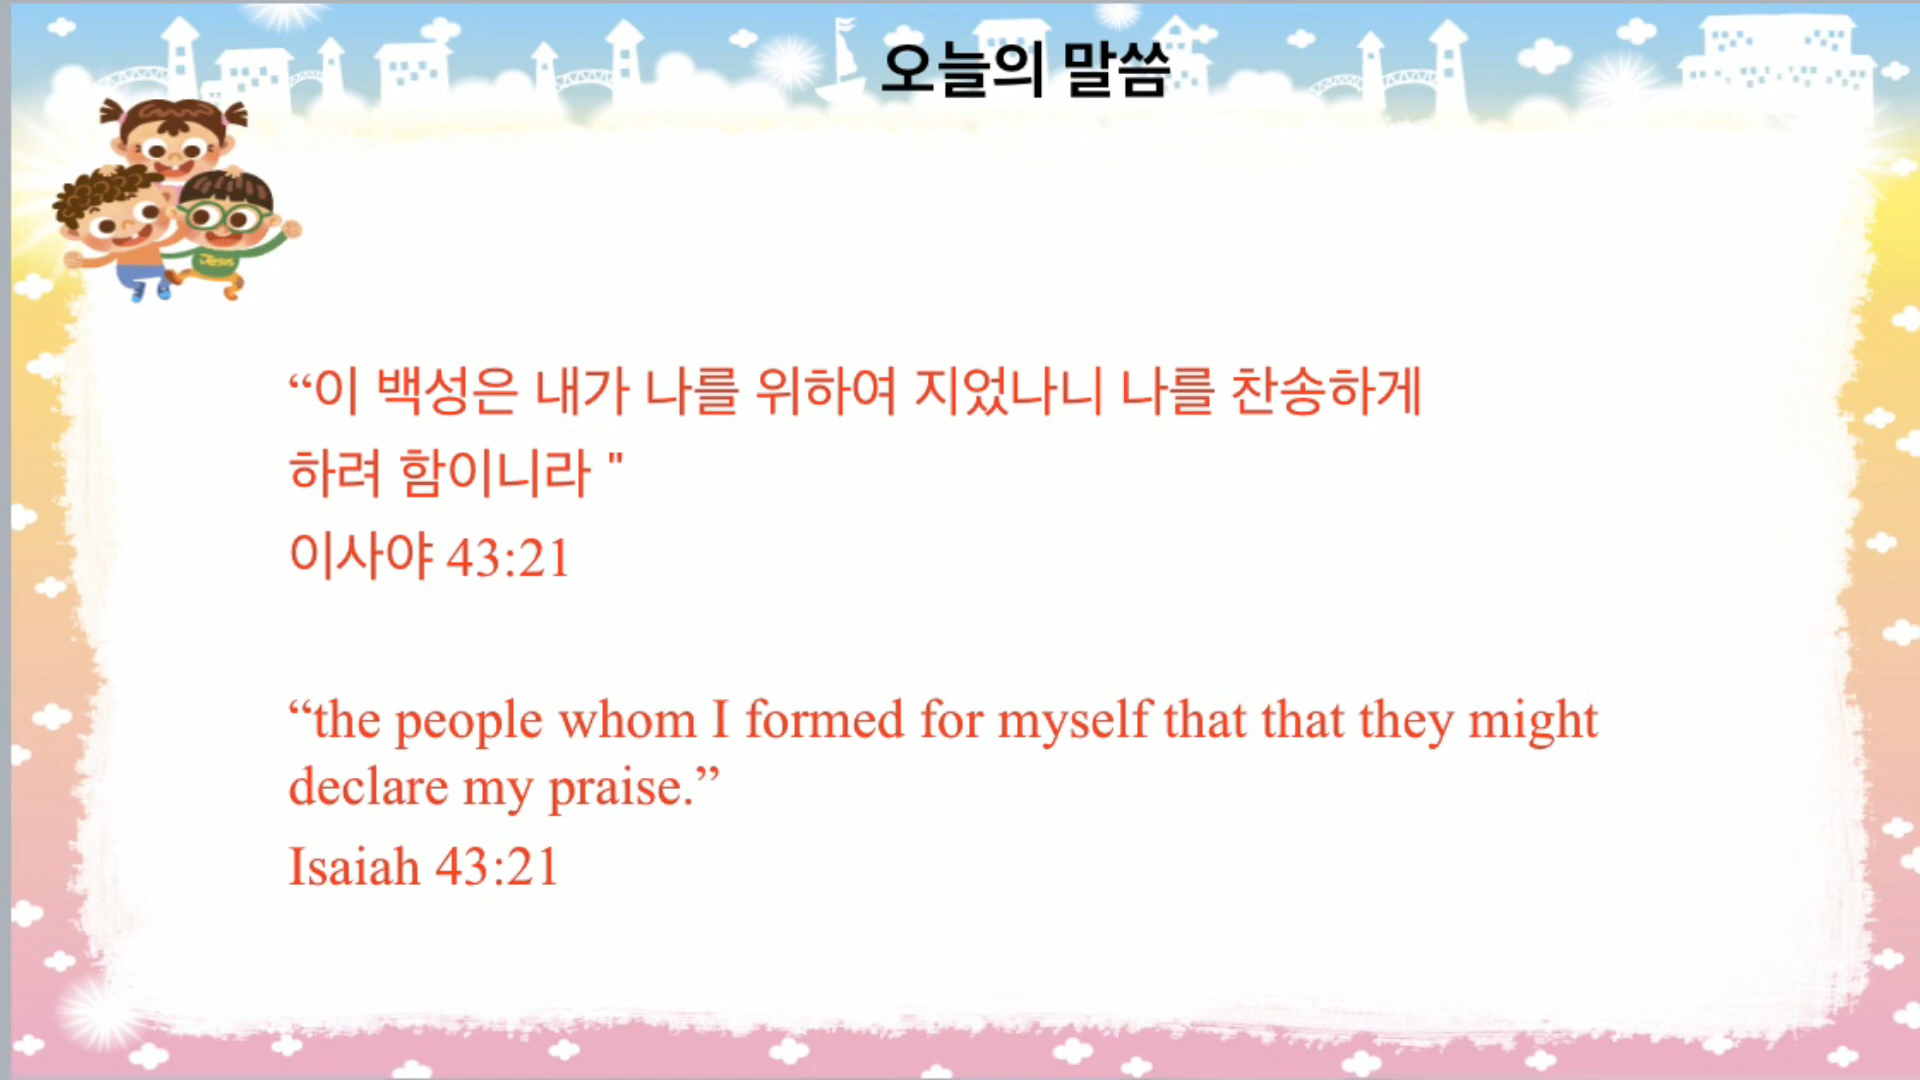 오늘의 말씀
Jesus
“이 백성은 내가 나를 위하여 지었나니 나를 찬송하게
하려 함이니라 "
이사야 43:21
“the people whom I formed for myself that that they might
declare my praise.”
Isaiah 43:21